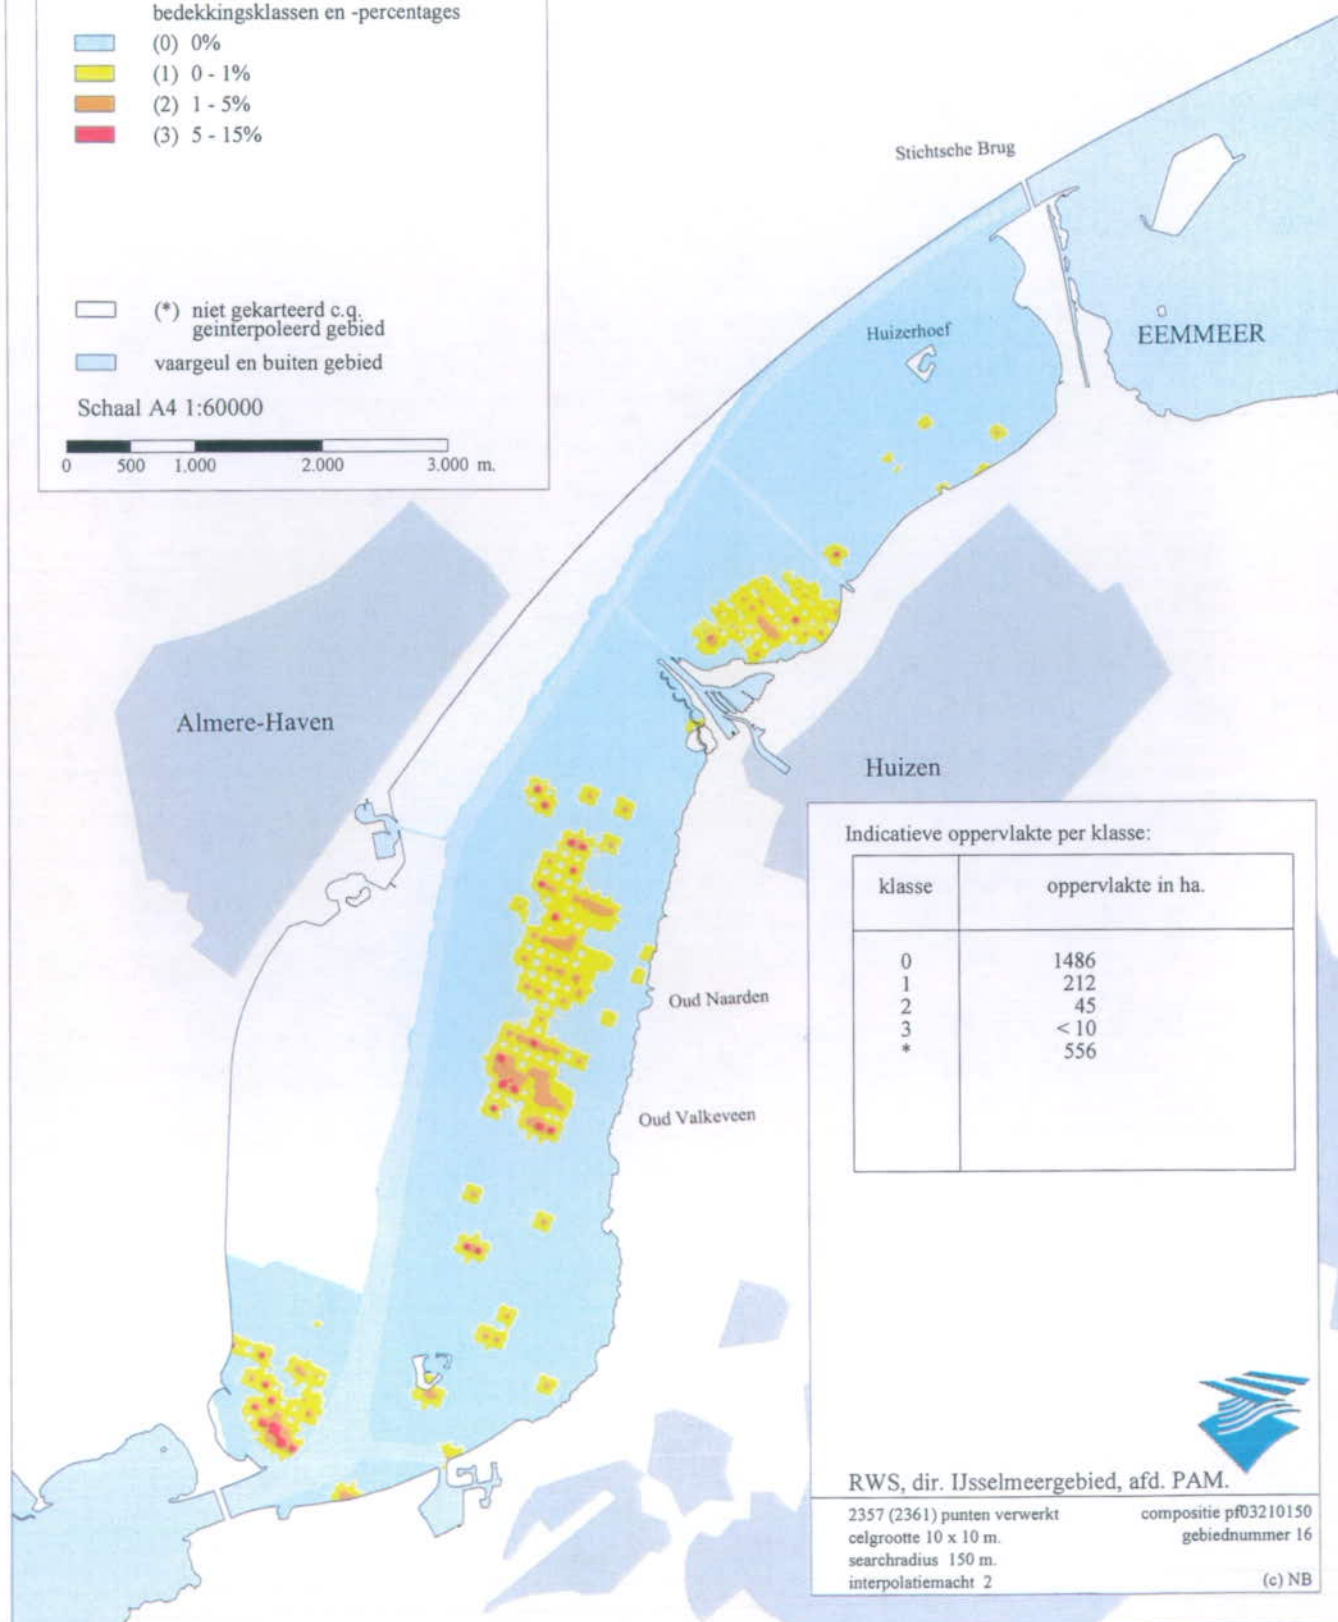 bedekkingsklassen en -percentages
(0) 0%
(1) 0 - 1%
(2) 1 - 5%
(3) 5 - 15%
(*) niet gekarteerd c.q.
geinterpoleerd gebied
vaargeul en buiten gebied
Schaal A4 1:60000
0 500 1.000 2.000 3.000 m.
Stichtsche Brug
Huizerhoef
EEMMEER
Almere-Haven
Huizen
Oud Naarden
Oud Valkeveen
Indicatieve oppervlakte per klasse:
klasse oppervlakte in ha.
0 1486
1 212
2 45
3 < 10
* 556
RWS, dir. IJsselmeergebied, afd. PAM.
2357 (2361) punten verwerkt compositie pf03210150
celgrootte 10 x 10 m. gebiednummer 16
searchradius 150 m.
interpolatiemacht 2 (c) NB